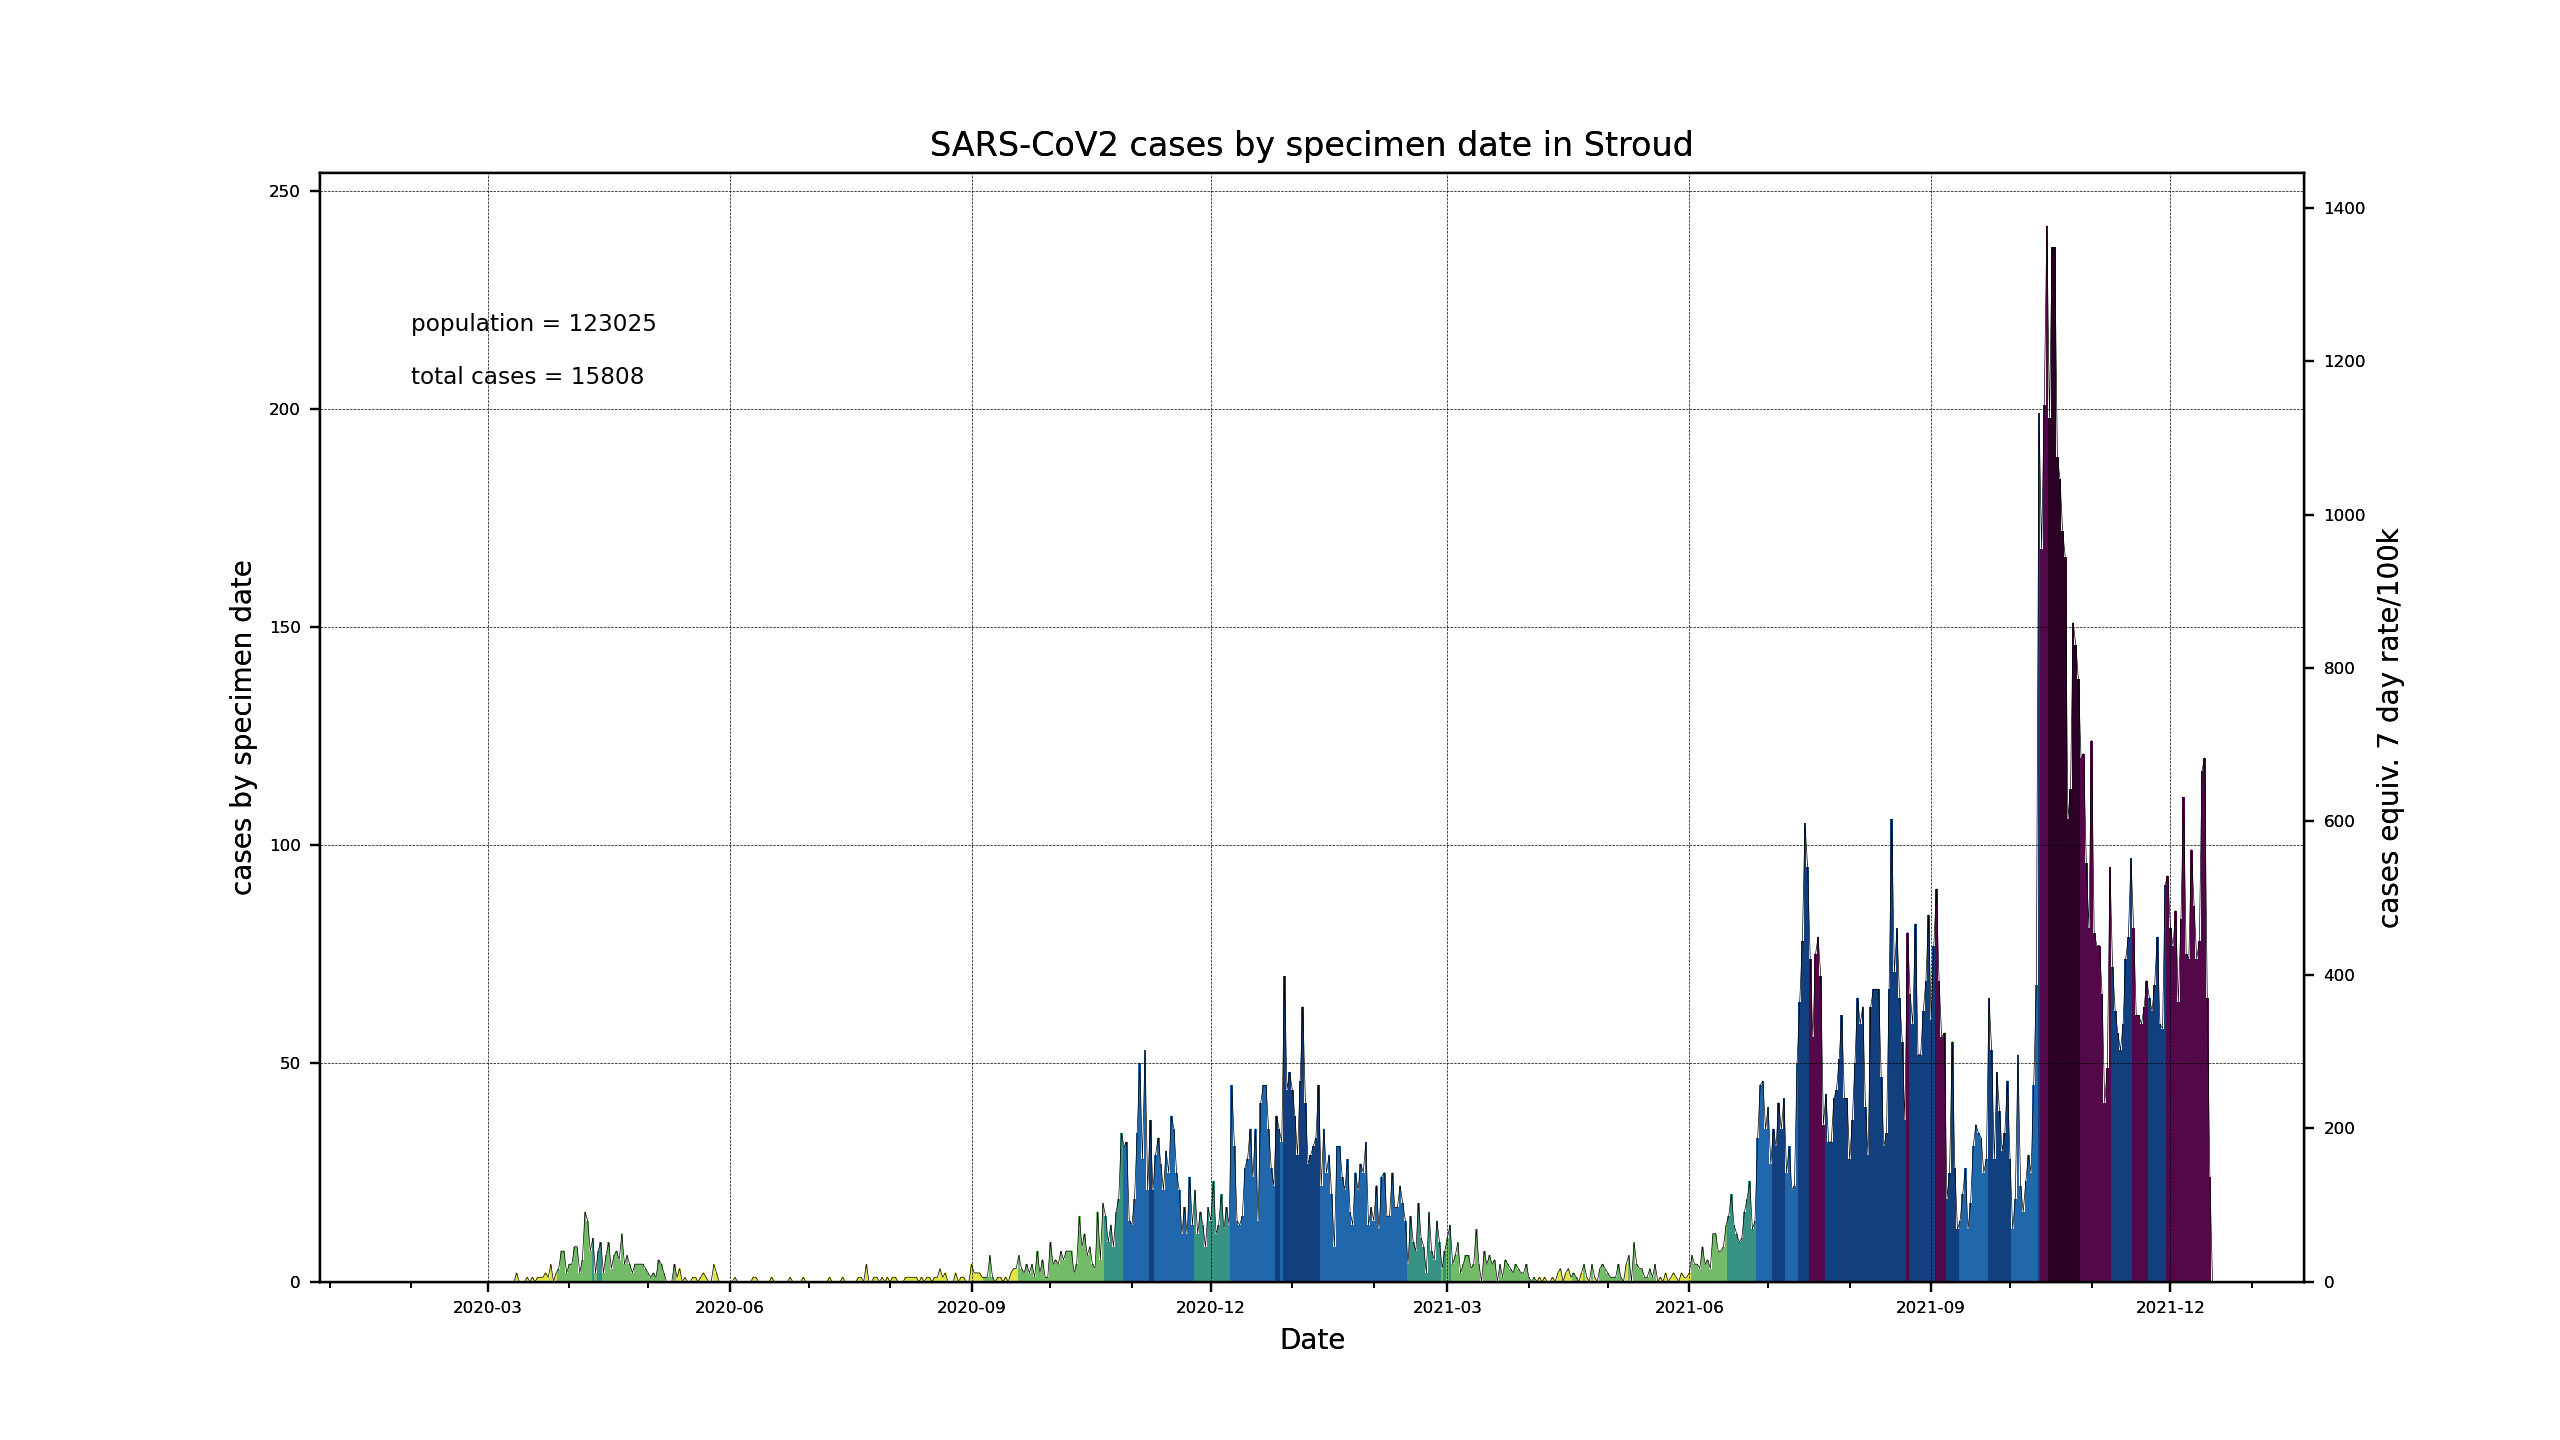 SARS-CoV2 cases by specimen date in Stroud
population = 123025
total cases = 15808
cases by specimen date
250
200
150
100
50
0
1400
1200
1000
800
600
400
200
0
cases equiv. 7 day rate/100k
2020-03 2020-06 2020-09 2020-12 2021-03 2021-06 2021-09 2021-12
Date